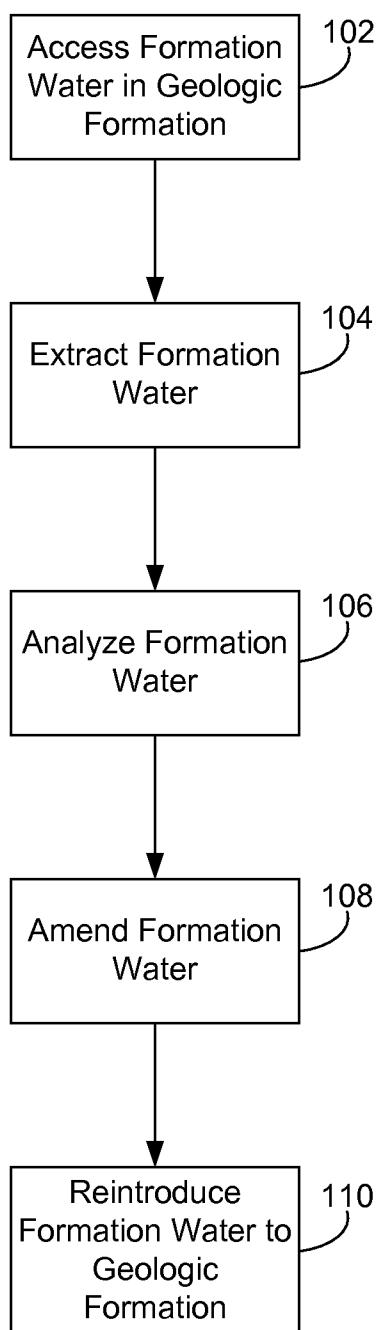 102
Access Formation
Water in Geologic
Formation
104
Extract Formation
Water
106
Analyze Formation
Water
108
Amend Formation
Water
110
Reintroduce
Formation Water to
Geologic
Formation